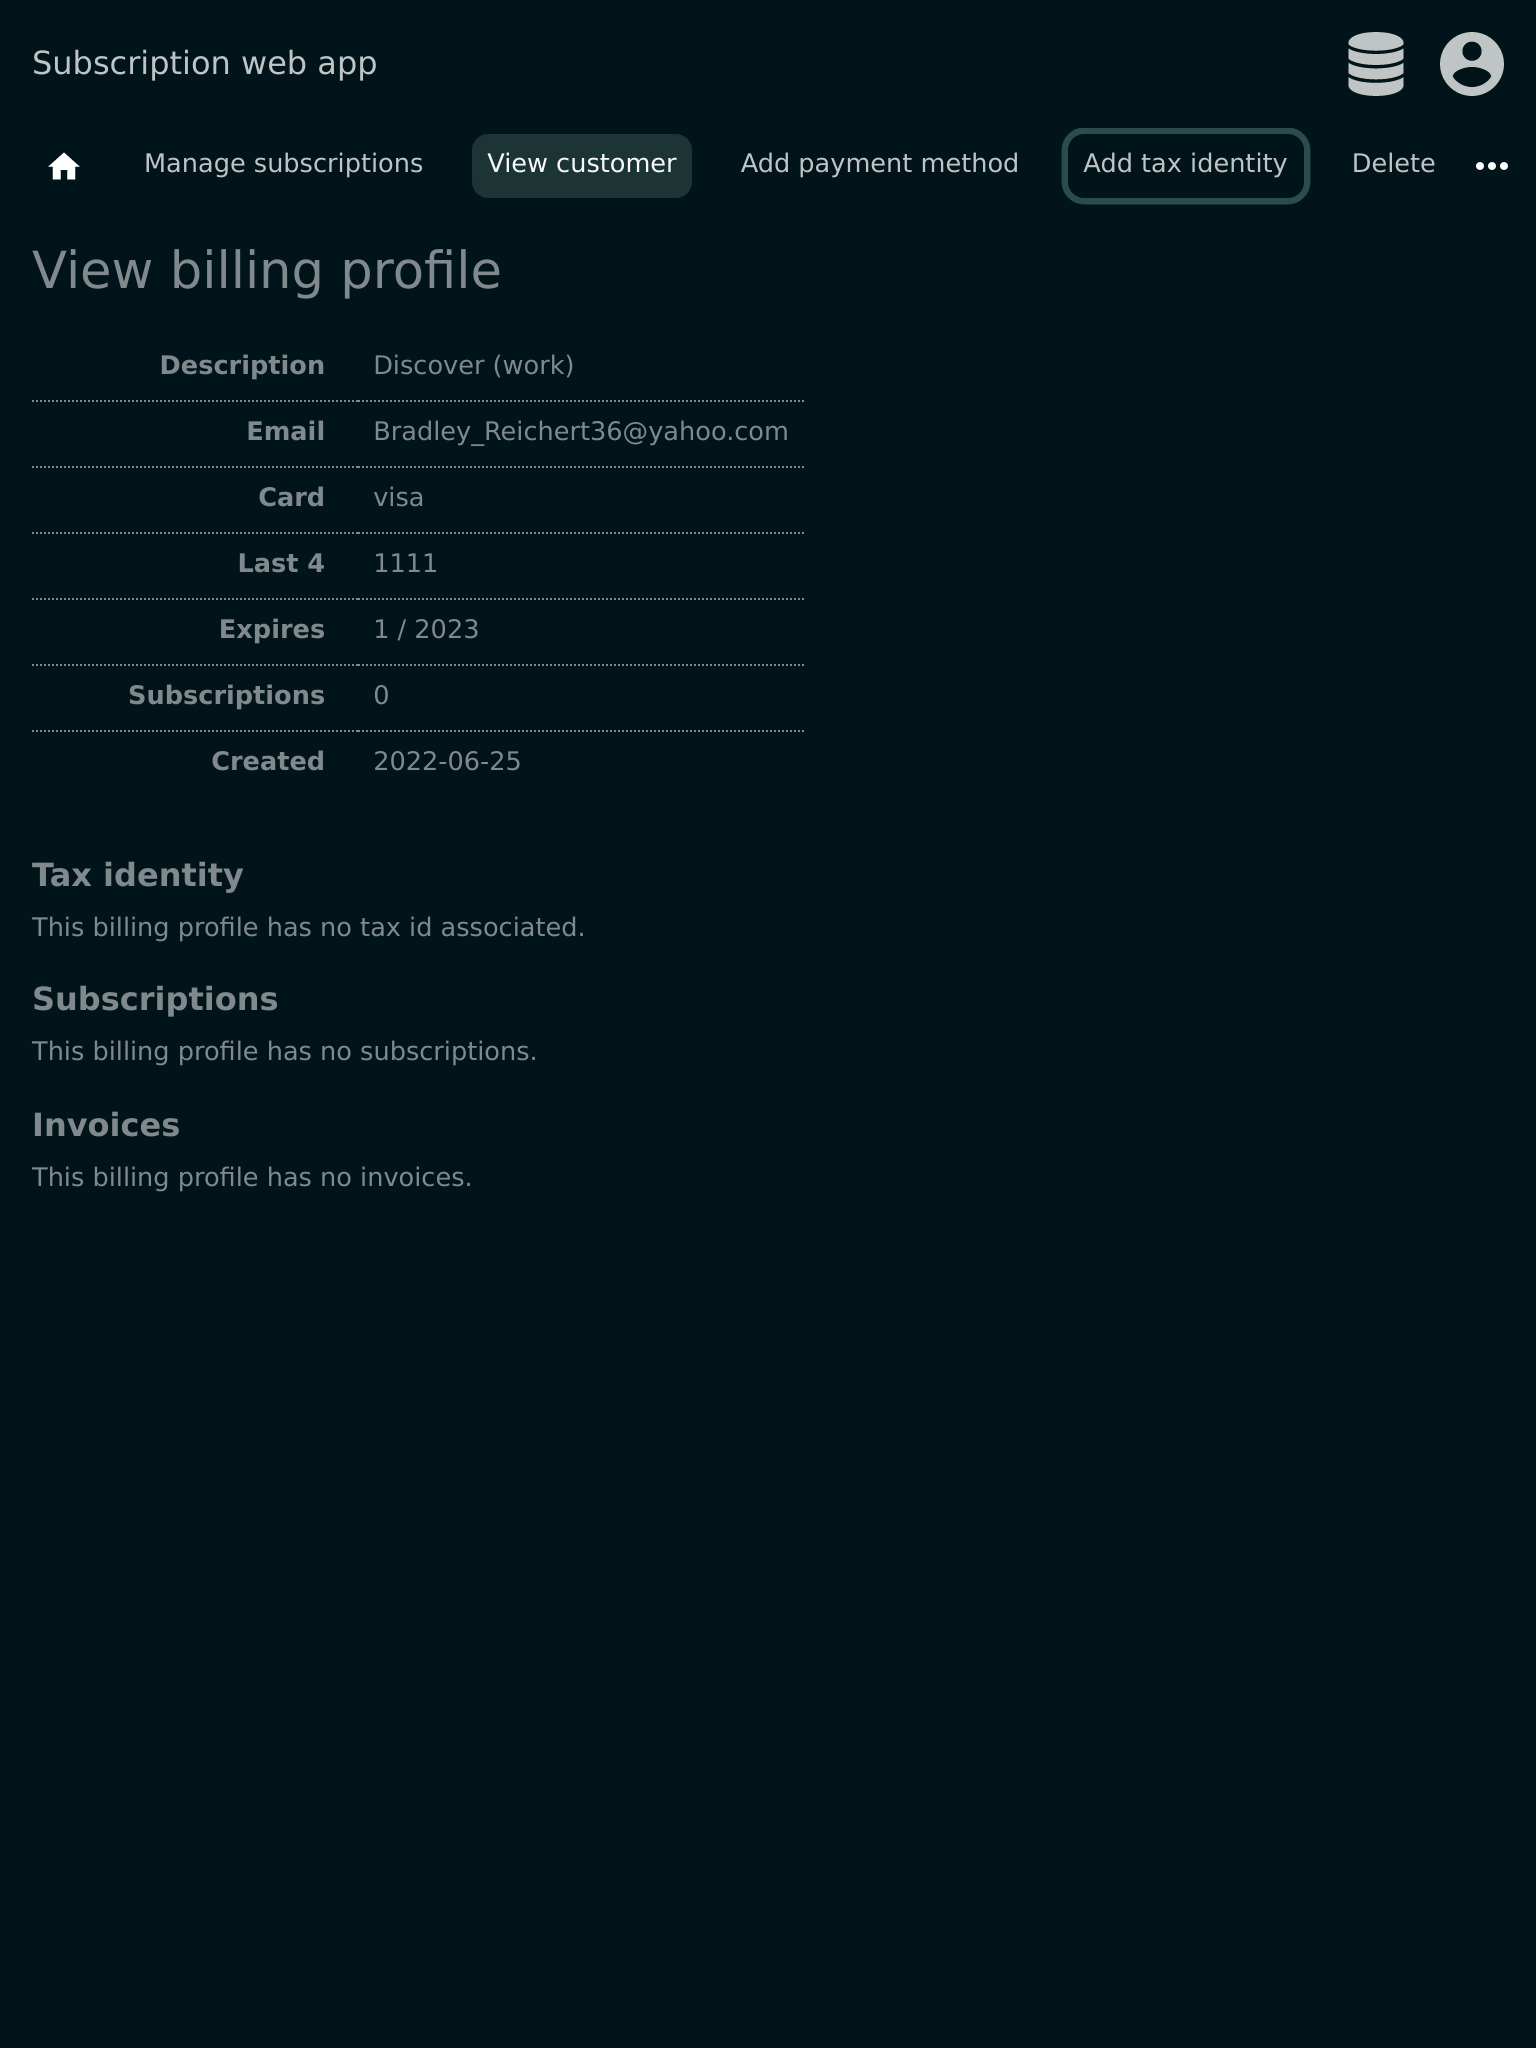 Subscription web app
Manage subscriptions View customer Add payment method Add tax identity Delete
View billing profile
Description Discover (work)
Email Bradley_Reichert36@yahoo.com
Card visa
Last 4 1111
Expires 1 / 2023
Subscriptions 0
Created 2022-06-25
Tax identity
This billing profile has no tax id associated.
Subscriptions
This billing profile has no subscriptions.
Invoices
This billing profile has no invoices.